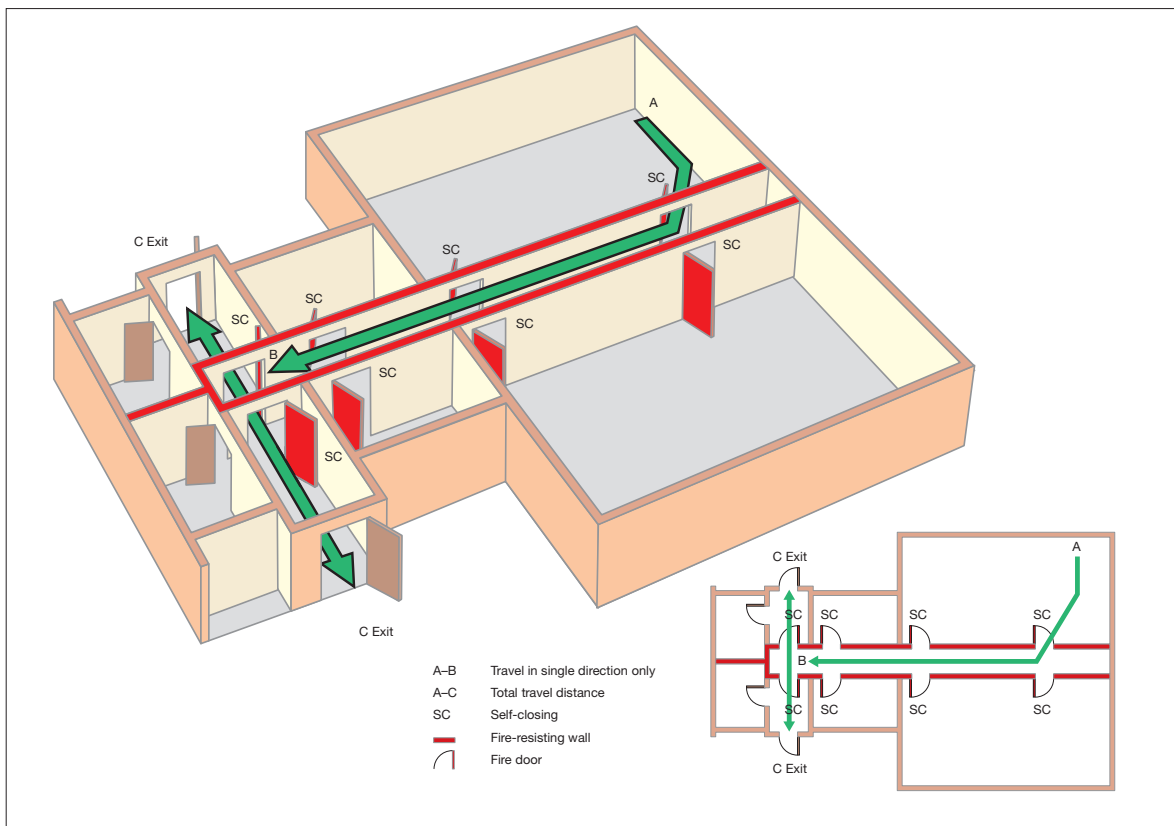 A
SC
C Exit
SC
SC
SC
SC
SC
B
SC
SC
C Exit
A
C Exit
SC
SC
SC
SC
B
SC
SC
SC
SC
C Exit
A–B Travel in single direction only
A–C Total travel distance
SC Self-closing
Fire-resisting wall
Fire door